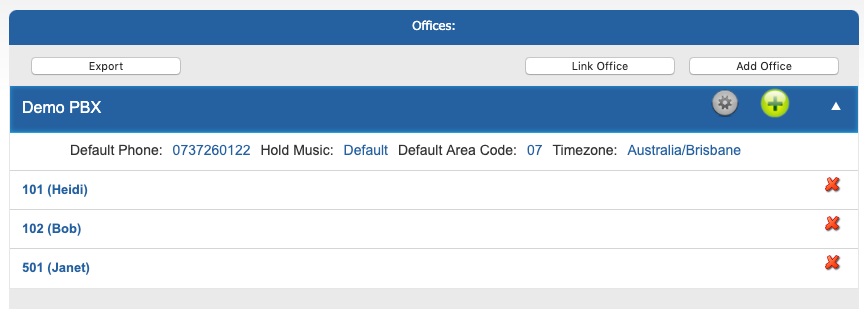 Offices:
Export Link Office Add Office
Demo PBX
Default Phone: 0737260122 Hold Music: Default Default Area Code: 07 Timezone: Australia/Brisbane
101 (Heidi)
102 (Bob)
501 (Janet)